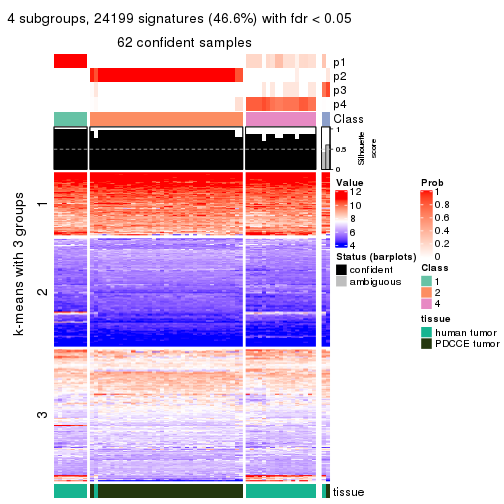 4 subgroups, 24199 signatures (46.6%) with fdr < 0.05
62 confident samples
p1
p2
p3
p4
Class
1
0.5
0
Silhouette
score
k-means with 3 groups
1
2
3
tissue
Value
12
10
8
6
4
Status (barplots)
confident
ambiguous
Prob
1
0.8
0.6
0.4
0.2
0
Class
1
2
4
tissue
human tumor
PDCCE tumor